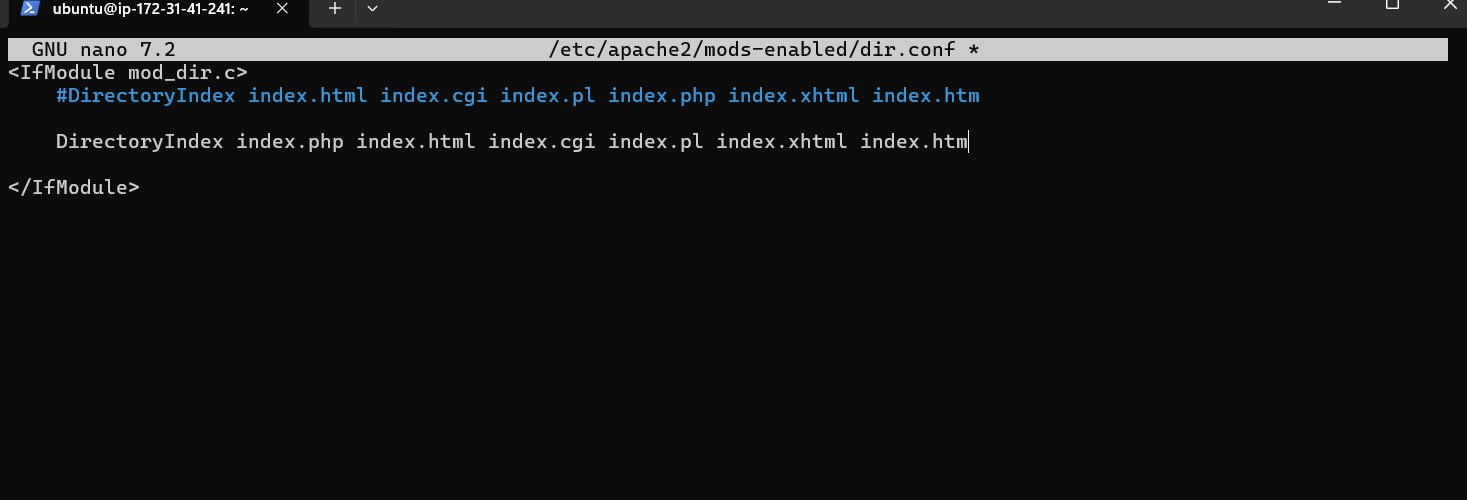 ubuntu@ip-172-31-41-241: ~
GNU nano 7.2 /etc/apache2/mods-enabled/dir.conf *
<IfModule mod_dir.c>
#DirectoryIndex index.html index.cgi index.pl index.php index.xhtml index.htm
DirectoryIndex index.php index.html index.cgi index.pl index.xhtml index.htm
</IfModule>